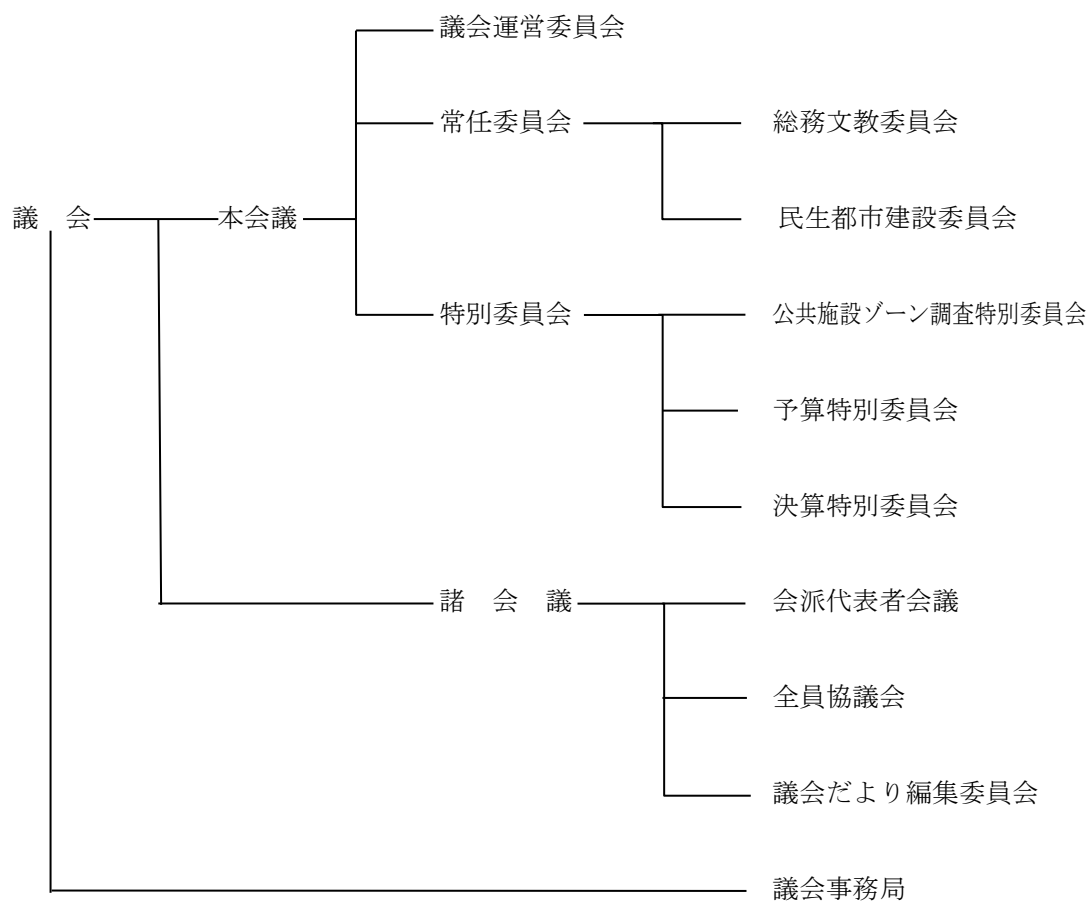 議会運営委員会
常任委員会 総務文教委員会
民生都市建設委員会
議　会 本会議
特別委員会 公共施設ゾーン調査特別委員会
予算特別委員会
決算特別委員会
諸　会　議 会派代表者会議
全員協議会
議会だより編集委員会
議会事務局